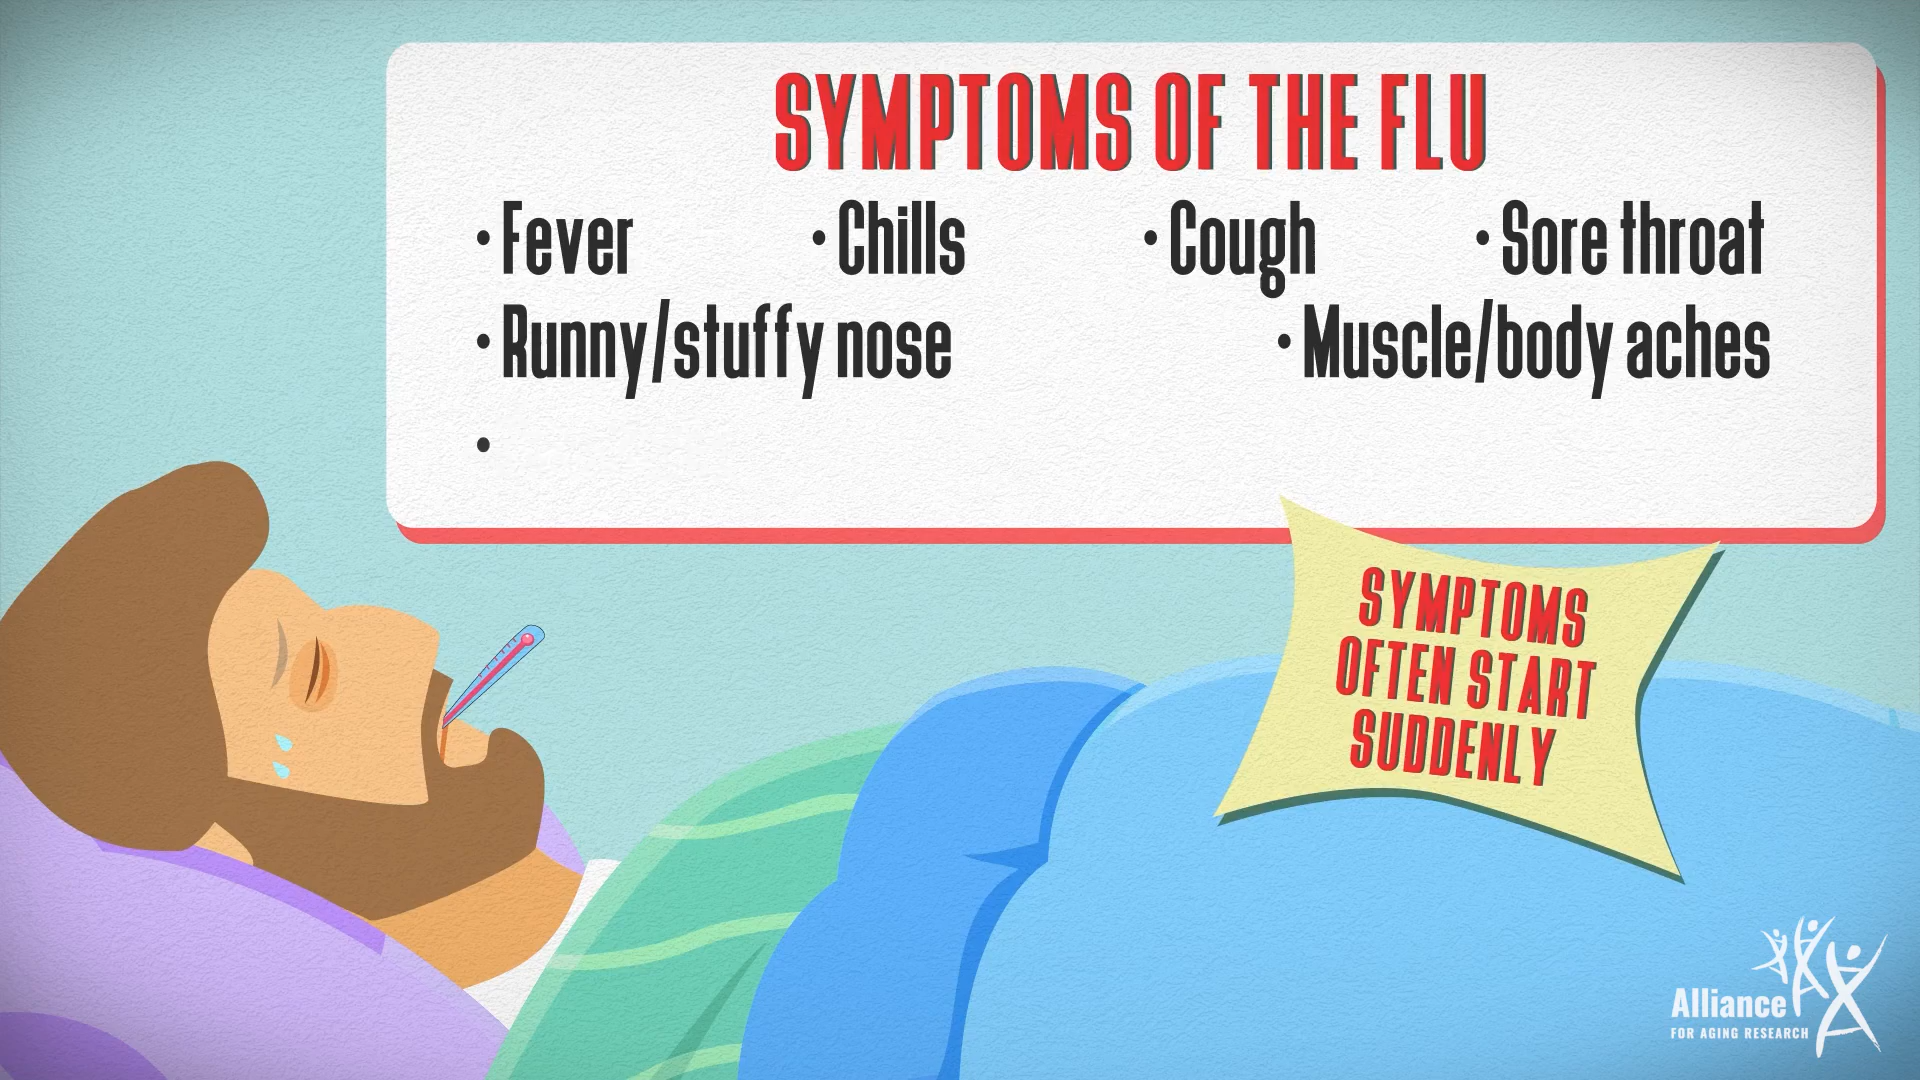 SYMPTOMS OF THE FLU
• Fever • Chills • Cough • Sore throat
• Runny/stuffy nose • Muscle/body aches
•
SYMPTOMS
OFTEN START
SUDDENLY
Alliance
FOR AGING RESEARCH